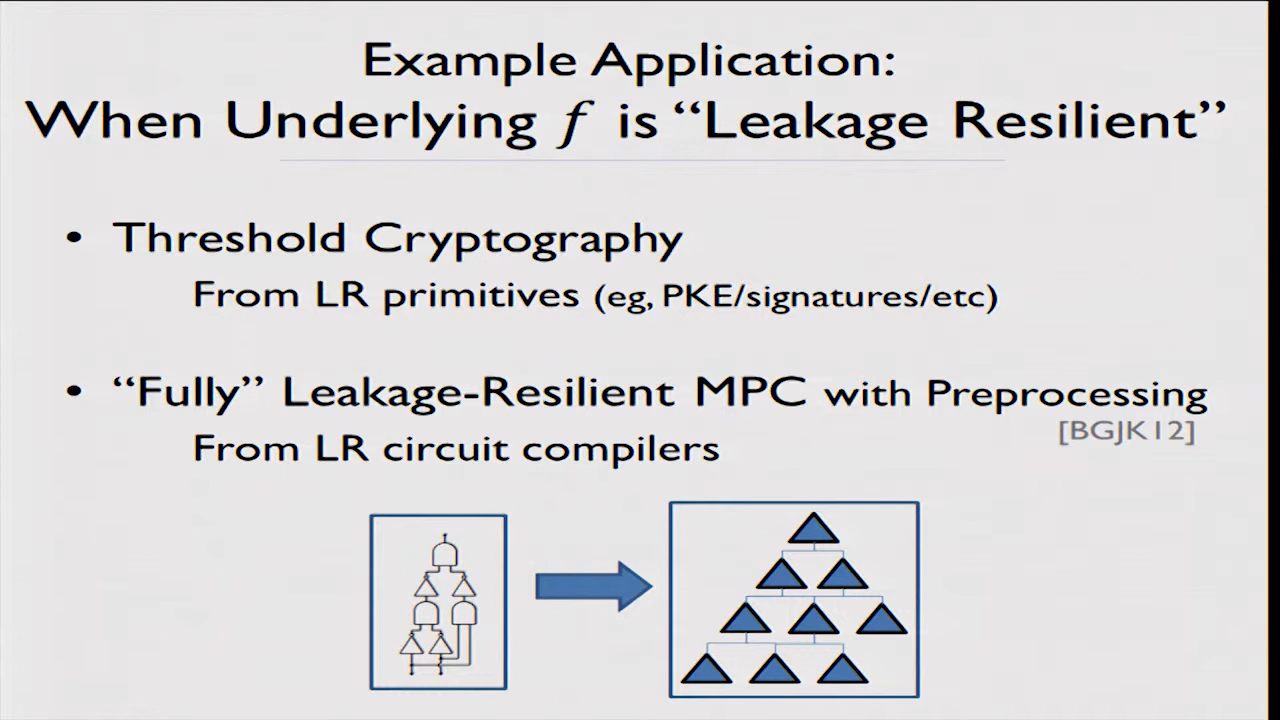 Example Application:
When Underlying f is “Leakage Resilient”
• Threshold Cryptography
From LR primitives (eg, PKE/signatures/etc)
• “Fully” Leakage-Resilient MPC with Preprocessing
[BGJK12]
From LR circuit compilers